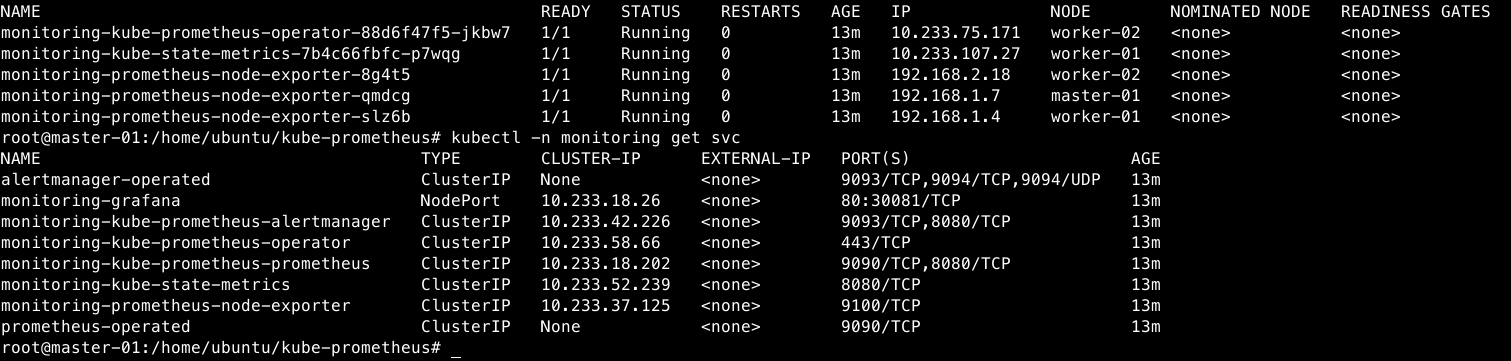 NAME READY STATUS RESTARTS AGE IP NODE NOMINATED NODE READINESS GATES
monitoring-kube-prometheus-operator-88d6f47f5-jkbw7 1/1 Running 0 13m 10.233.75.171 worker-02 <none> <none>
monitoring-kube-state-metrics-7b4c66fbfc-p7wqg 1/1 Running 0 13m 10.233.107.27 worker-01 <none> <none>
monitoring-prometheus-node-exporter-8g4t5 1/1 Running 0 13m 192.168.2.18 worker-02 <none> <none>
monitoring-prometheus-node-exporter-qmdcg 1/1 Running 0 13m 192.168.1.7 master-01 <none> <none>
monitoring-prometheus-node-exporter-slz6b 1/1 Running 0 13m 192.168.1.4 worker-01 <none> <none>
root@master-01:/home/ubuntu/kube-prometheus# kubectl -n monitoring get svc
NAME TYPE CLUSTER-IP EXTERNAL-IP PORT(S) AGE
alertmanager-operated ClusterIP None <none> 9093/TCP,9094/TCP,9094/UDP 13m
monitoring-grafana NodePort 10.233.18.26 <none> 80:30081/TCP 13m
monitoring-kube-prometheus-alertmanager ClusterIP 10.233.42.226 <none> 9093/TCP,8080/TCP 13m
monitoring-kube-prometheus-operator ClusterIP 10.233.58.66 <none> 443/TCP 13m
monitoring-kube-prometheus-prometheus ClusterIP 10.233.18.202 <none> 9090/TCP,8080/TCP 13m
monitoring-kube-state-metrics ClusterIP 10.233.52.239 <none> 8080/TCP 13m
monitoring-prometheus-node-exporter ClusterIP 10.233.37.125 <none> 9100/TCP 13m
prometheus-operated ClusterIP None <none> 9090/TCP 13m
root@master-01:/home/ubuntu/kube-prometheus# _